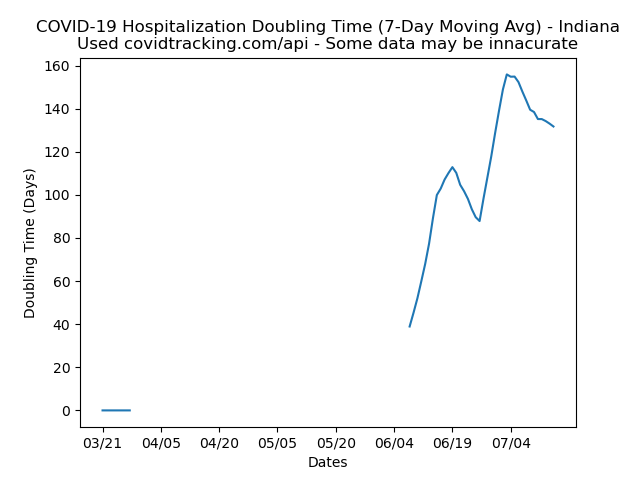 COVID-19 Hospitalization Doubling Time (7-Day Moving Avg) - Indiana
Used covidtracking.com/api - Some data may be innacurate
160
140
120
100
80
60
40
20
0
Doubling Time (Days)
03/21 04/05 04/20 05/05 05/20 06/04 06/19 07/04
Dates